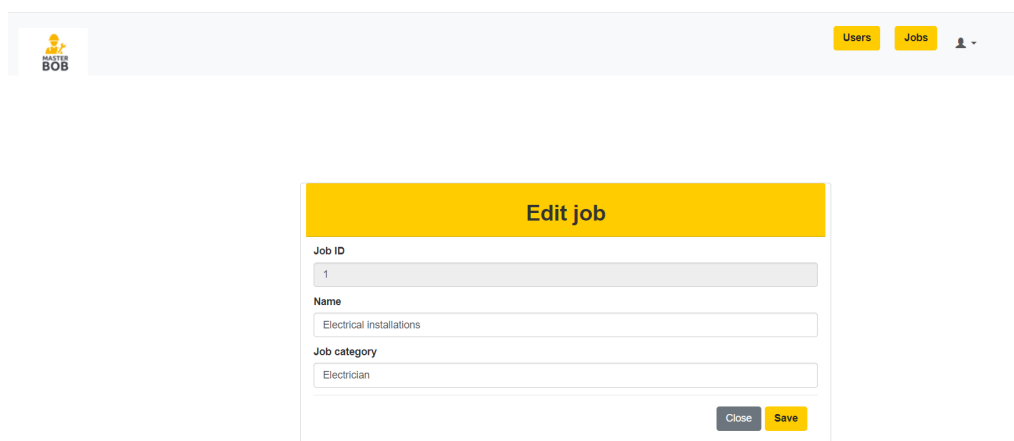 MASTER
BOB
Users
Jobs
Edit job
Job ID
1
Name
Electrical installations
Job category
Electrician
Close
Save